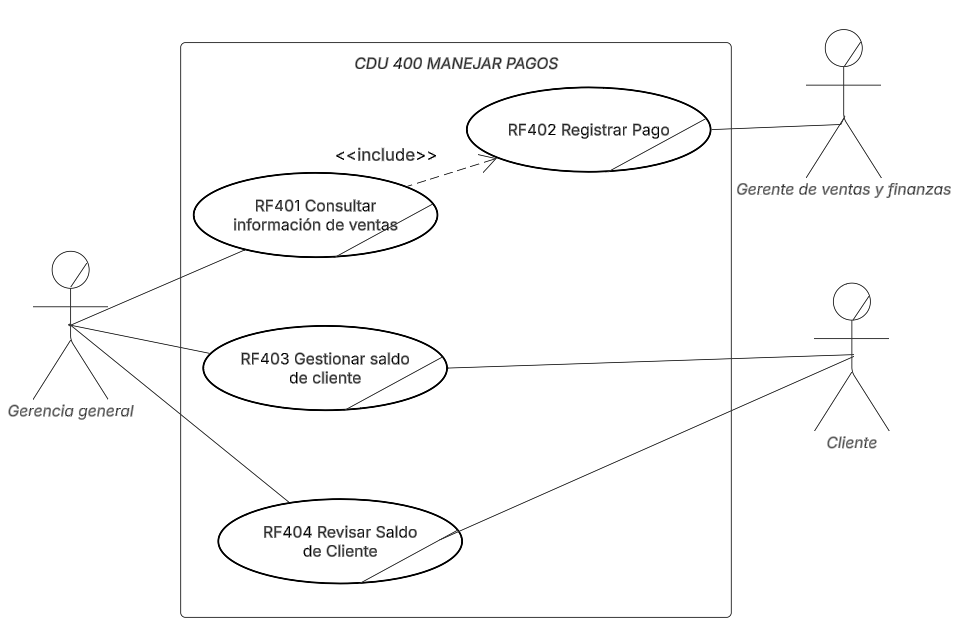 CDU 400 MANEJAR PAGOS
RF402 Registrar Pago
<<include>>
Gerente de ventas y finanzas
RF401 Consultar
información de ventas
RF403 Gestionar saldo
de cliente
Gerencia general
Cliente
RF404 Revisar Saldo
de Cliente